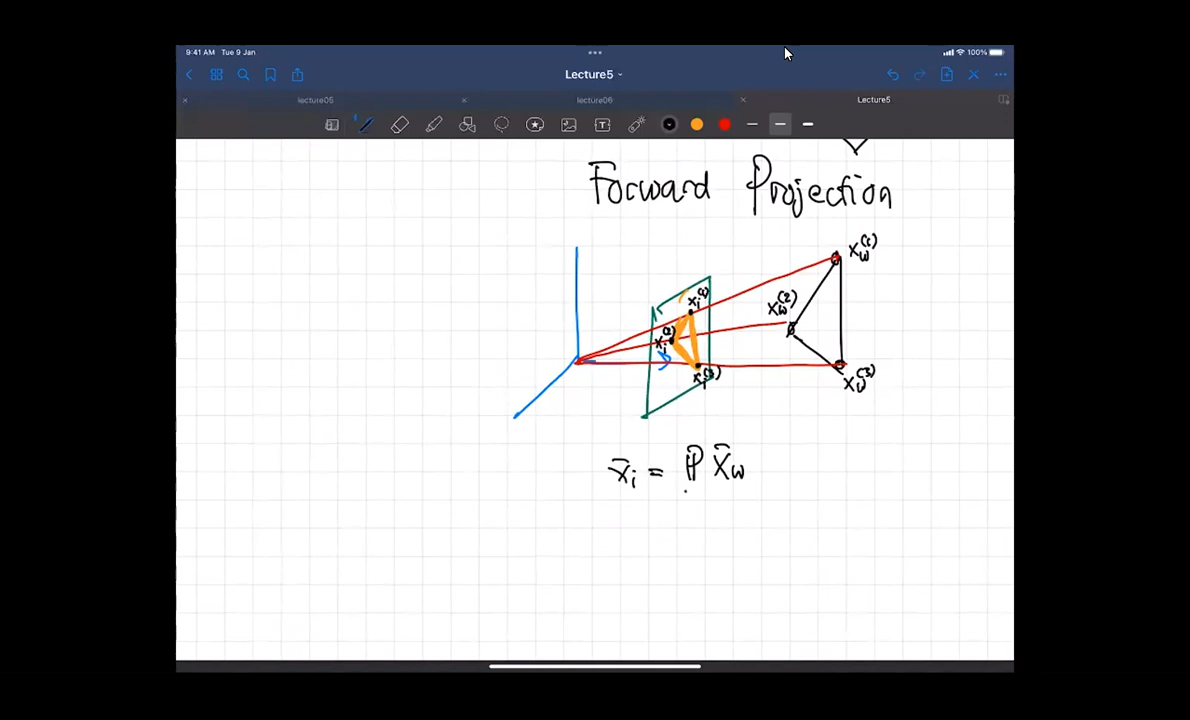 9:41 AM Tue 9 Jan
100%
Lecture5
lecture05
lecture06
Lecture5
T
Forward Projection
x_w^(1)
x_i^(1)
x_w^(2)
x_i^(2)
x_i^(3)
x_w^(3)
x̃_i = ℙ x̃_w